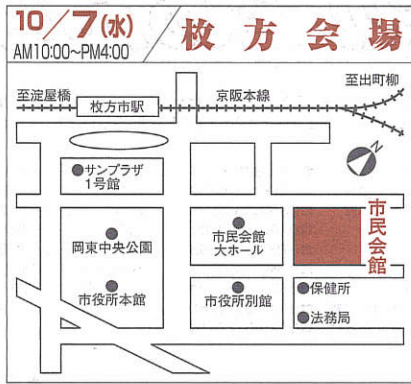 10/7(水)
AM10:00~PM4:00
枚方会場
至淀屋橋
枚方市駅
京阪本線
至出町柳
N
サンプラザ
1号館
岡東中央公園
市民会館
大ホール
市民会館
市役所本館
市役所別館
保健所
法務局